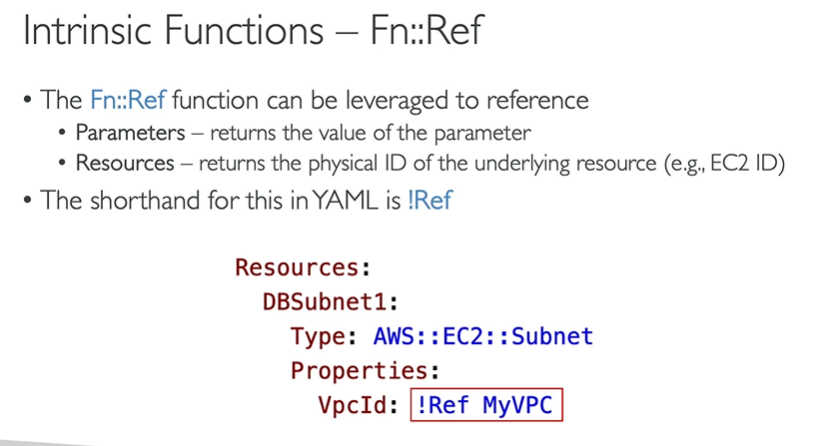 Intrinsic Functions – Fn::Ref
• The Fn::Ref function can be leveraged to reference
• Parameters – returns the value of the parameter
• Resources – returns the physical ID of the underlying resource (e.g., EC2 ID)
• The shorthand for this in YAML is !Ref
Resources:
  DBSubnet1:
    Type: AWS::EC2::Subnet
    Properties:
      VpcId: !Ref MyVPC